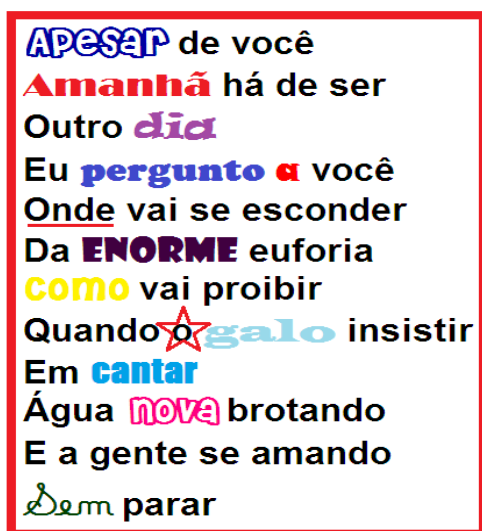 Apesar de você
Amanhã há de ser
Outro dia
Eu pergunto a você
Onde vai se esconder
Da ENORME euforia
como vai proibir
Quando o galo insistir
Em cantar
Água nova brotando
E a gente se amando
Sem parar